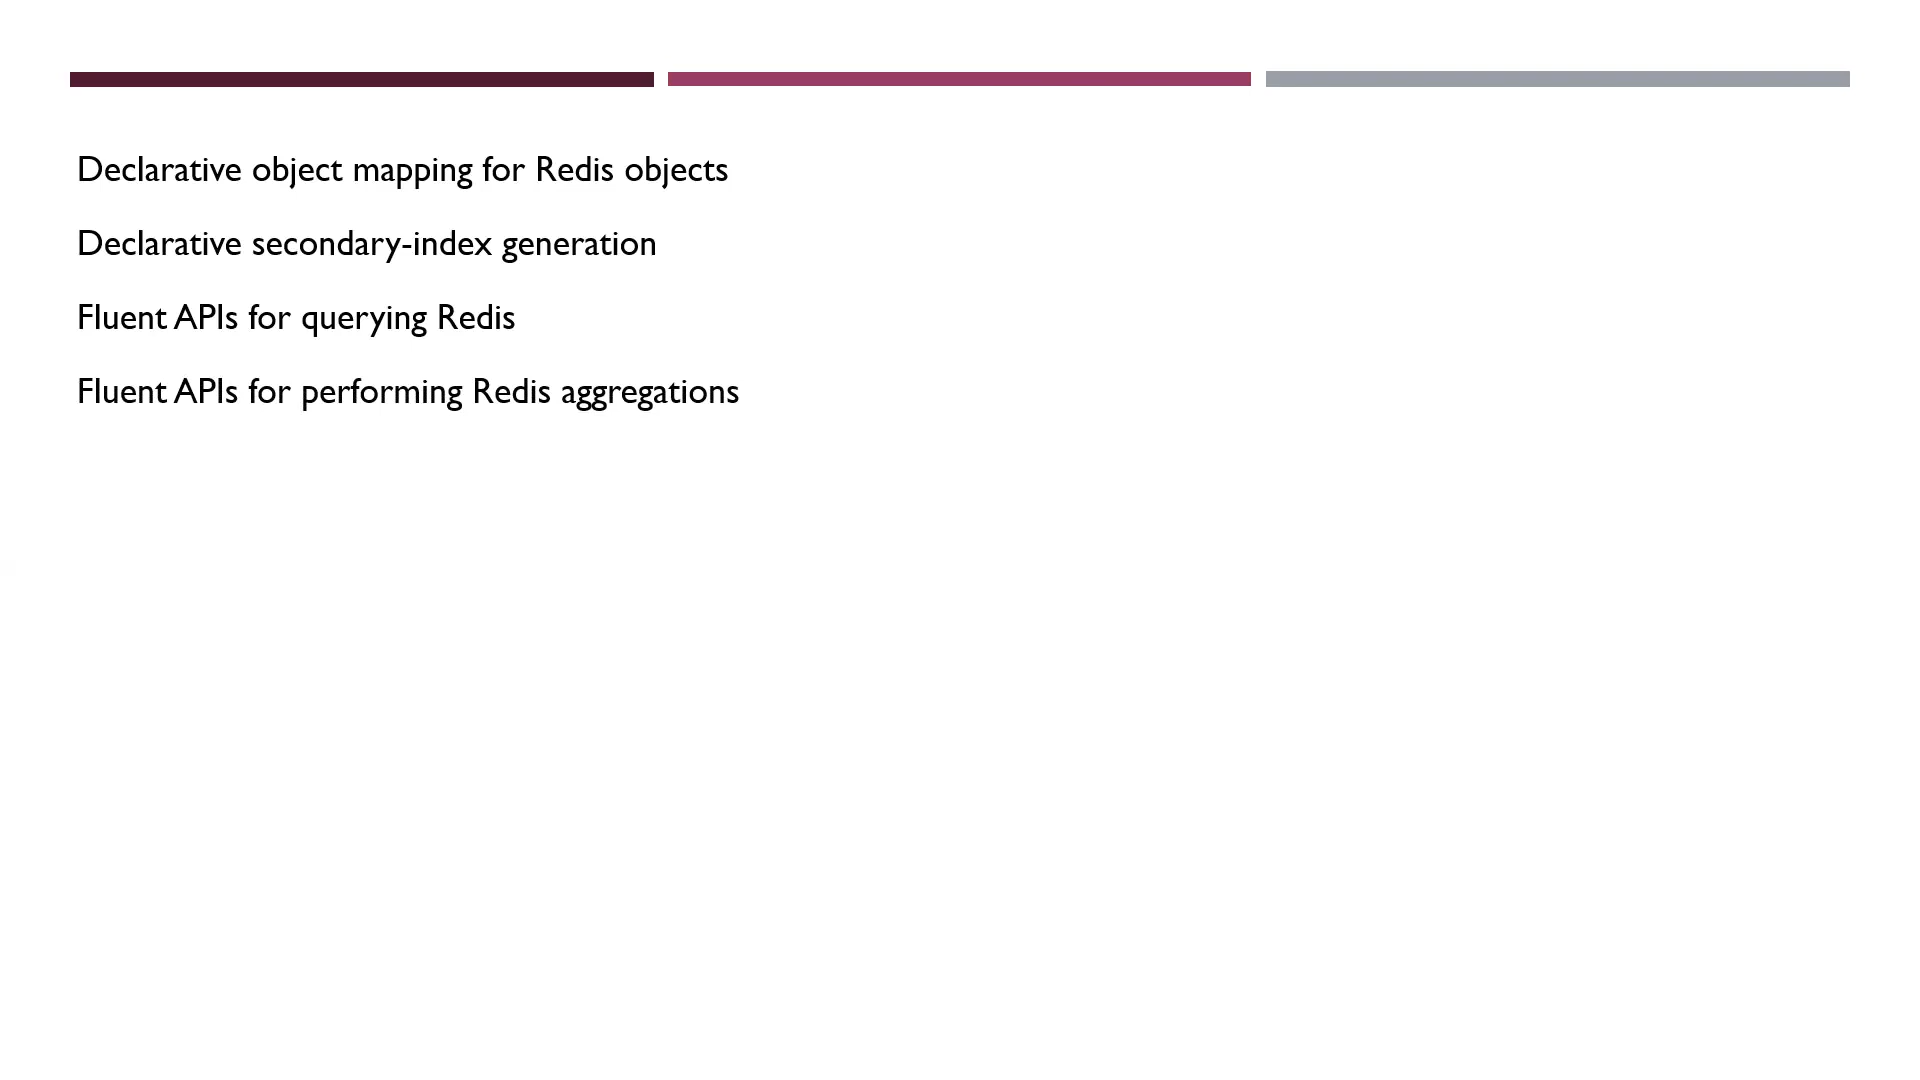 Declarative object mapping for Redis objects
Declarative secondary-index generation
Fluent APIs for querying Redis
Fluent APIs for performing Redis aggregations